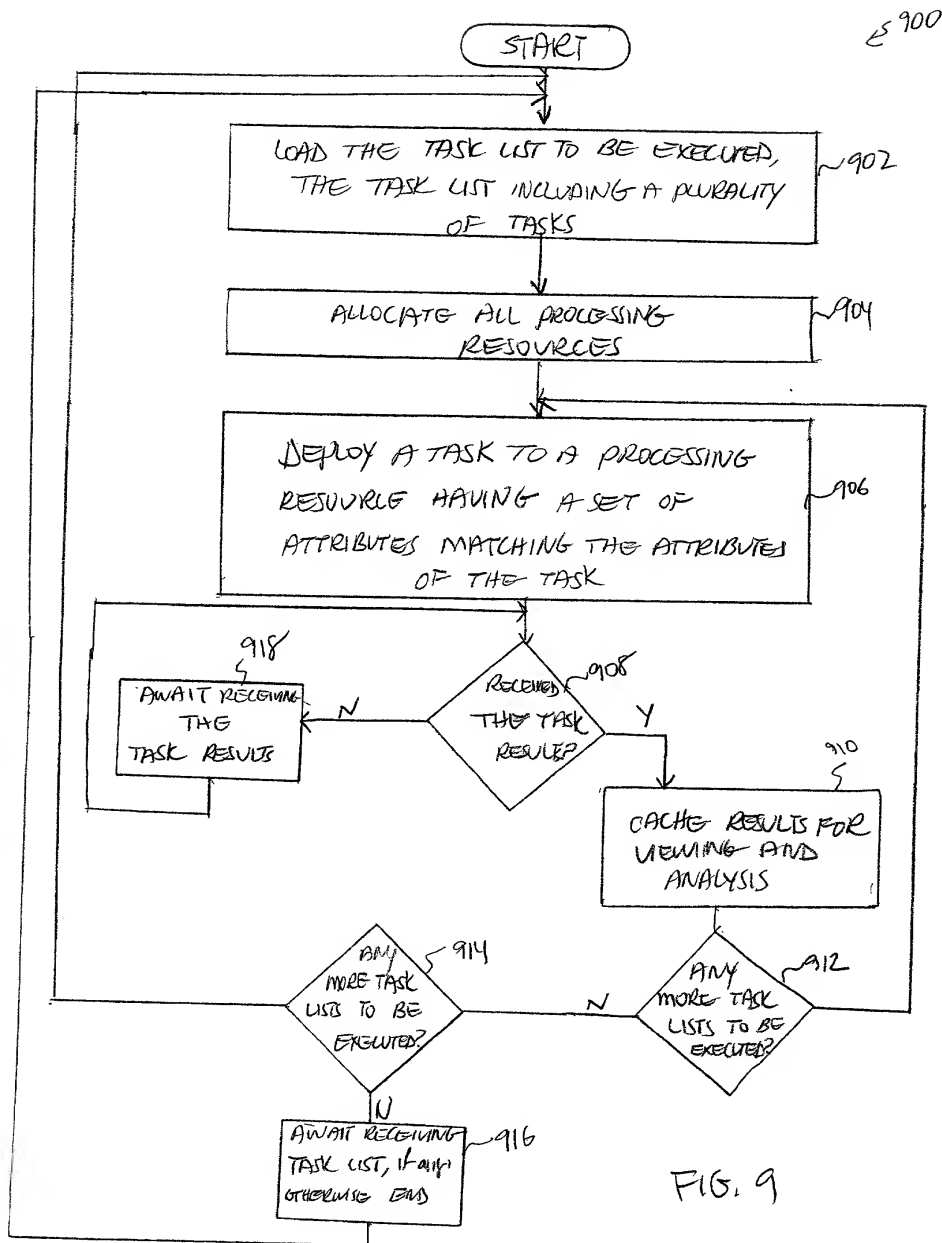 900
START
LOAD THE TASK LIST TO BE EXECUTED,
THE TASK LIST INCLUDING A PLURALITY
OF TASKS
902
ALLOCATE ALL PROCESSING
RESOURCES
904
DEPLOY A TASK TO A PROCESSING
RESOURCE HAVING A SET OF
ATTRIBUTES MATCHING THE ATTRIBUTES
OF THE TASK
906
918
AWAIT RECEIVING
THE
TASK RESULTS
N
908
RECEIVED
THE TASK
RESULT?
Y
910
CACHE RESULTS FOR
VIEWING AND
ANALYSIS
914
ANY
MORE TASK
LISTS TO BE
EXECUTED?
N
912
ANY
MORE TASK
LISTS TO BE
EXECUTED?
N
AWAIT RECEIVING
TASK LIST, if any,
OTHERWISE END
916
FIG. 9